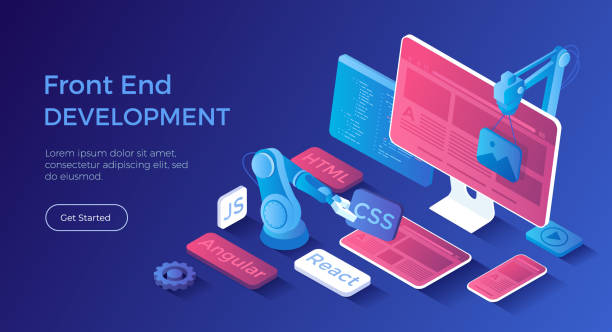 Front End
DEVELOPMENT
Lorem ipsum dolor sit amet,
consectetur adipiscing elit, sed
do eiusmod.
Get Started
HTML
JS
CSS
Angular
React